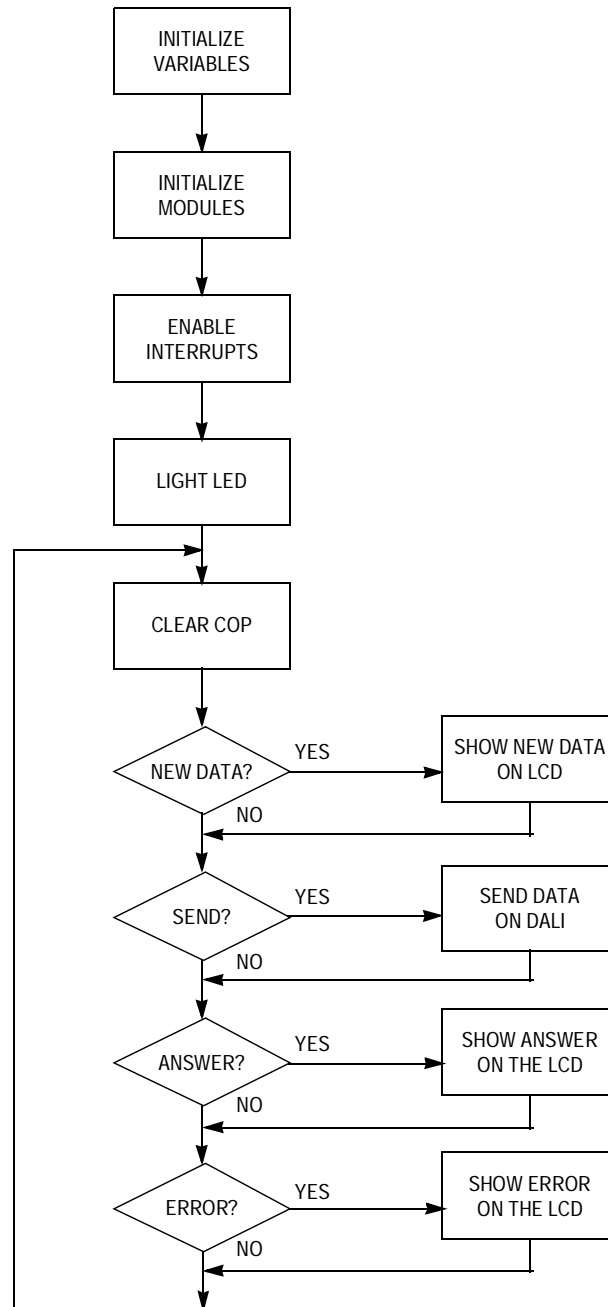 INITIALIZE
VARIABLES
INITIALIZE
MODULES
ENABLE
INTERRUPTS
LIGHT LED
CLEAR COP
NEW DATA?
YES
SHOW NEW DATA
ON LCD
NO
SEND?
YES
SEND DATA
ON DALI
NO
ANSWER?
YES
SHOW ANSWER
ON THE LCD
NO
ERROR?
YES
SHOW ERROR
ON THE LCD
NO